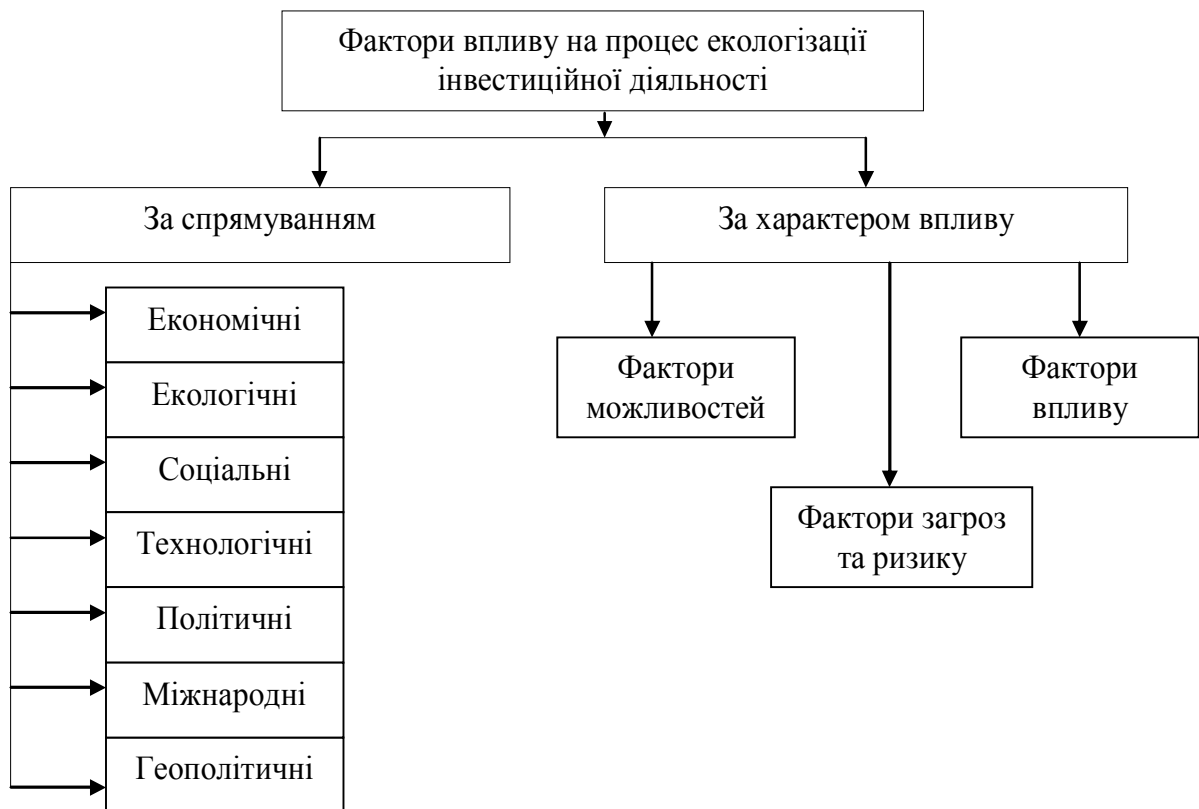 Фактори впливу на процес екологізації
інвестиційної діяльності
За спрямуванням
За характером впливу
Економічні
Екологічні
Соціальні
Технологічні
Політичні
Міжнародні
Геополітичні
Фактори
можливостей
Фактори загроз
та ризику
Фактори
впливу